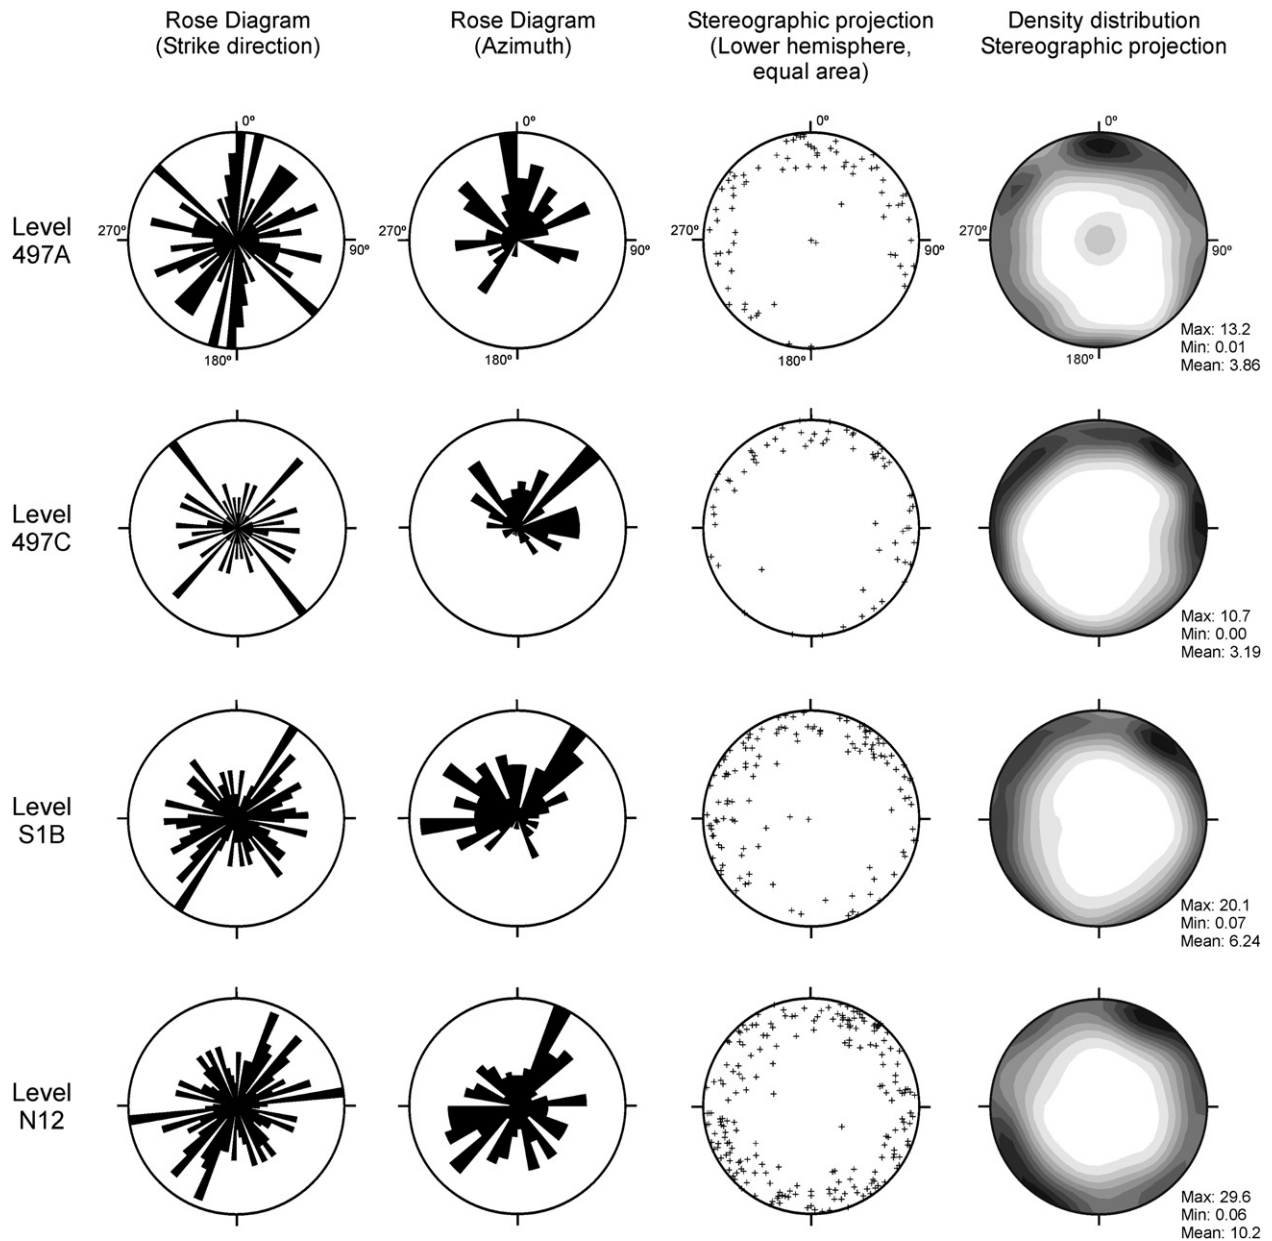 Rose Diagram
(Strike direction)
Rose Diagram
(Azimuth)
Stereographic projection
(Lower hemisphere,
equal area)
Density distribution
Stereographic projection
Level
497A
0º
270º
90º
180º
0º
270º
90º
180º
0º
270º
90º
180º
0º
270º
90º
180º
Max: 13.2
Min: 0.01
Mean: 3.86
Level
497C
Max: 10.7
Min: 0.00
Mean: 3.19
Level
S1B
Max: 20.1
Min: 0.07
Mean: 6.24
Level
N12
Max: 29.6
Min: 0.06
Mean: 10.2